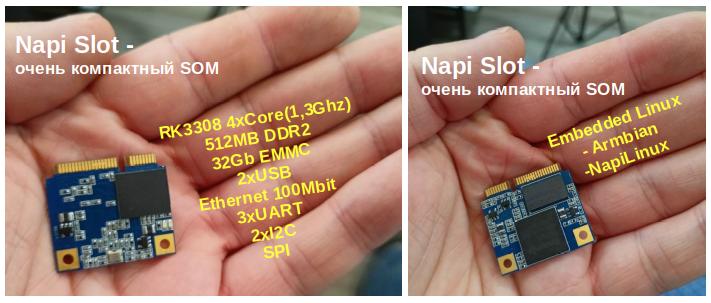 Napi Slot -
очень компактный SOM
RK3308 4xCore(1,3Ghz)
512MB DDR2
32Gb EMMC
2xUSB
Ethernet 100Mbit
3xUART
2xI2C
SPI
Napi Slot -
очень компактный SOM
Embedded Linux
- Armbian
-NapiLinux